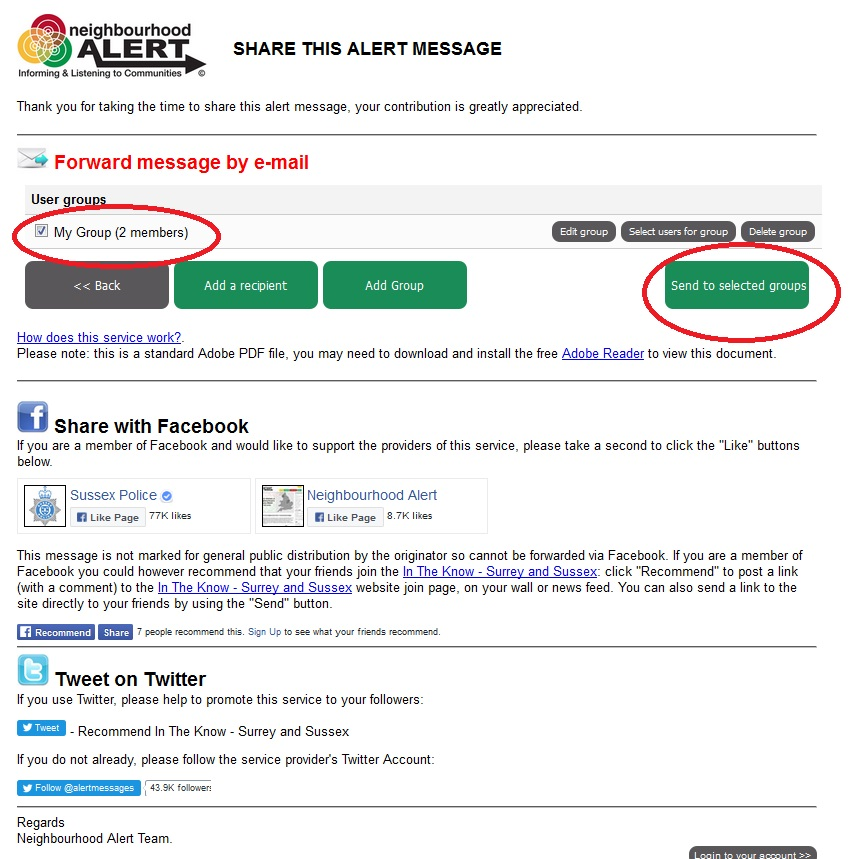 neighbourhood
ALERT
Informing & Listening to Communities ©
SHARE THIS ALERT MESSAGE
Thank you for taking the time to share this alert message, your contribution is greatly appreciated.
Forward message by e-mail
User groups
My Group (2 members)
Edit group
Select users for group
Delete group
<< Back
Add a recipient
Add Group
Send to selected groups
How does this service work?.
Please note: this is a standard Adobe PDF file, you may need to download and install the free Adobe Reader to view this document.
Share with Facebook
If you are a member of Facebook and would like to support the providers of this service, please take a second to click the "Like" buttons
below.
Sussex Police
Like Page
77K likes
Neighbourhood Alert
Like Page
8.7K likes
This message is not marked for general public distribution by the originator so cannot be forwarded via Facebook. If you are a member of
Facebook you could however recommend that your friends join the In The Know - Surrey and Sussex: click "Recommend" to post a link
(with a comment) to the In The Know - Surrey and Sussex website join page, on your wall or news feed. You can also send a link to the
site directly to your friends by using the "Send" button.
Recommend Share 7 people recommend this. Sign Up to see what your friends recommend.
Tweet on Twitter
If you use Twitter, please help to promote this service to your followers:
Tweet - Recommend In The Know - Surrey and Sussex
If you do not already, please follow the service provider's Twitter Account:
Follow @alertmessages 43.9K followers
Regards
Neighbourhood Alert Team.
Login to your account >>